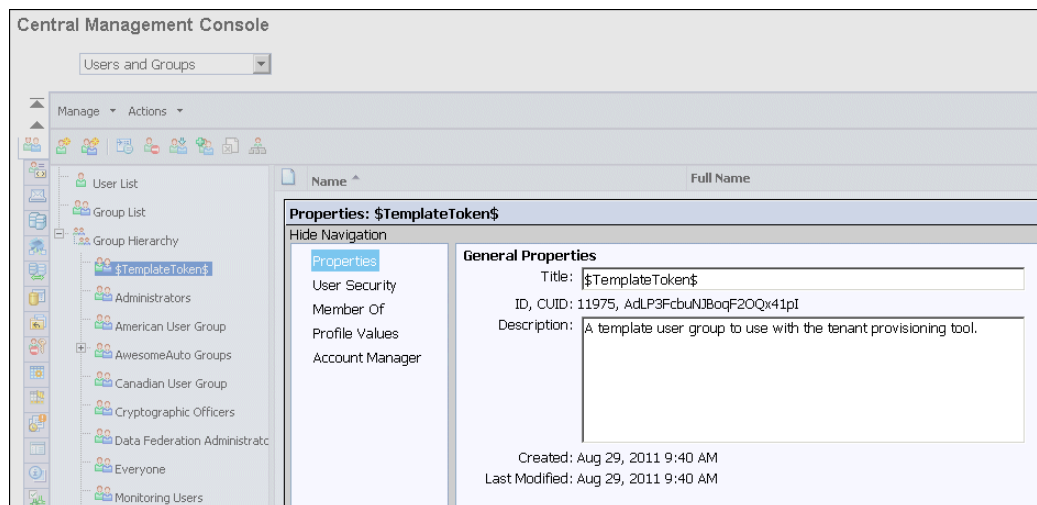 Central Management Console
Users and Groups
Manage Actions
Name Full Name
User List
Group List
Group Hierarchy
$TemplateToken$
Administrators
American User Group
AwesomeAuto Groups
Canadian User Group
Cryptographic Officers
Data Federation Administratc
Everyone
Monitoring Users
Properties: $TemplateToken$
Hide Navigation
Properties
User Security
Member Of
Profile Values
Account Manager
General Properties
Title: $TemplateToken$
ID, CUID: 11975, AdLP3FcbuNJBoqF2OQx41pI
Description: A template user group to use with the tenant provisioning tool.
Created: Aug 29, 2011 9:40 AM
Last Modified: Aug 29, 2011 9:40 AM